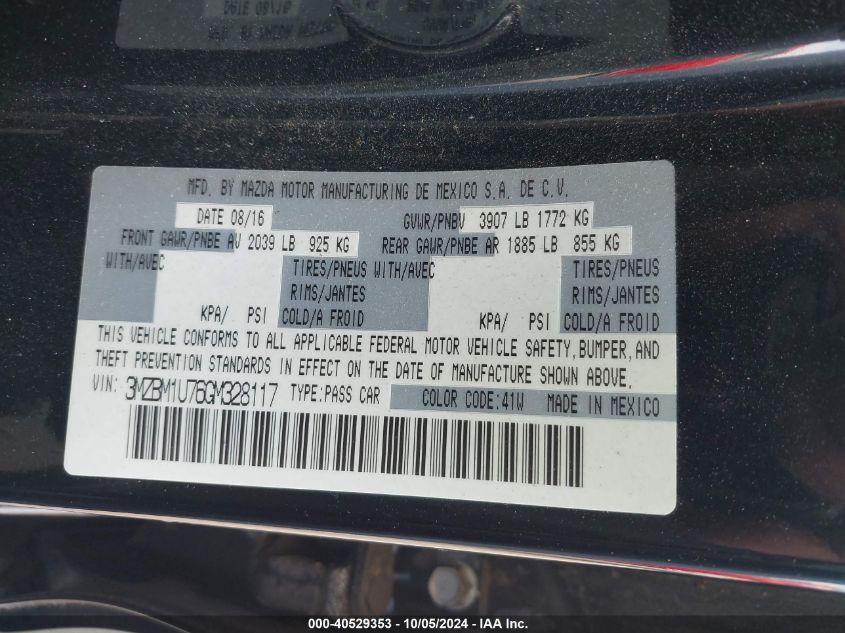 MFD. BY MAZDA MOTOR MANUFACTURING DE MEXICO S.A. DE C.V.
DATE 08/16 GVWR/PNBV 3907 LB 1772 KG
FRONT GAWR/PNBE AV 2039 LB 925 KG REAR GAWR/PNBE AR 1885 LB 855 KG
WITH/AVEC TIRES/PNEUS WITH/AVEC TIRES/PNEUS
RIMS/JANTES RIMS/JANTES
KPA/ PSI COLD/A FROID KPA/ PSI COLD/A FROID
THIS VEHICLE CONFORMS TO ALL APPLICABLE FEDERAL MOTOR VEHICLE SAFETY,BUMPER,AND
THEFT PREVENTION STANDARDS IN EFFECT ON THE DATE OF MANUFACTURE SHOWN ABOVE.
VIN: 3MZBM1U76GM328117 TYPE:PASS CAR COLOR CODE:41W MADE IN MEXICO
000-40529353 - 10/05/2024 - IAA Inc.